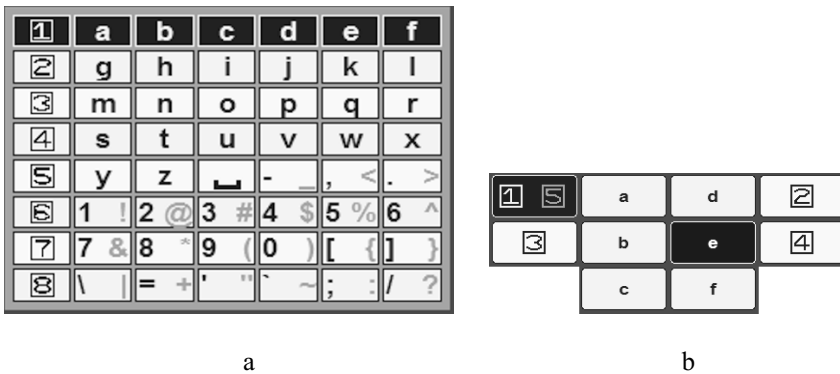 1 a b c d e f
2 g h i j k l
3 m n o p q r
4 s t u v w x
5 y z ⎵ - _ , < . >
6 1 ! 2 @ 3 # 4 $ 5 % 6 ^
7 7 & 8 * 9 ( 0 ) [ { ] }
8 \ | = + ' " ` ~ ; : / ?
1 5 a d 2
3 b e 4
c f
a b